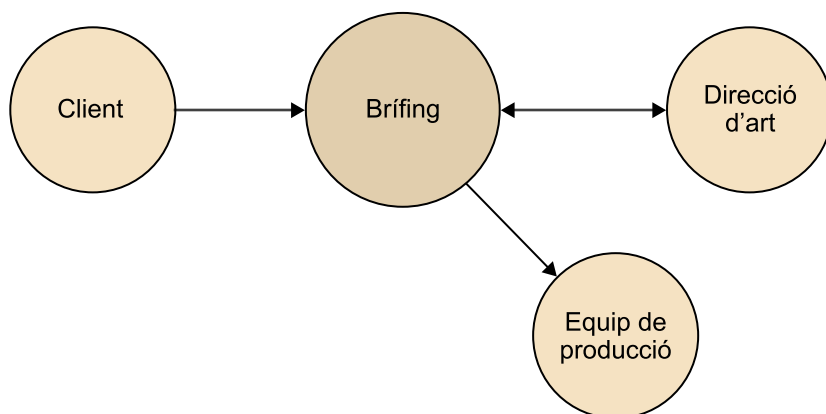 Client
Brífing
Direcció
d’art
Equip de
producció